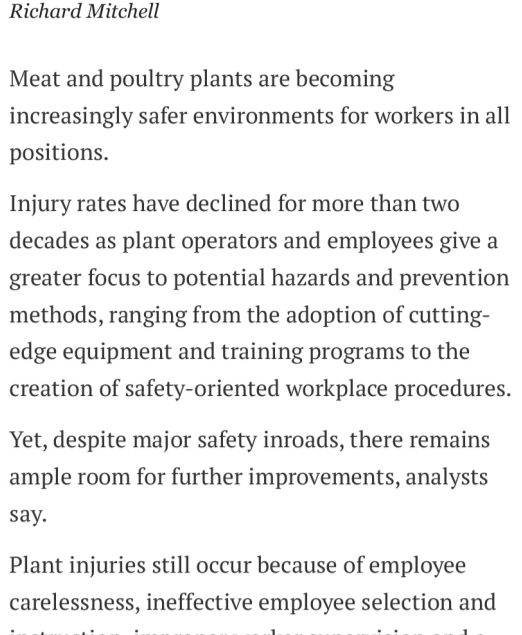 Richard Mitchell
Meat and poultry plants are becoming
increasingly safer environments for workers in all
positions.
Injury rates have declined for more than two
decades as plant operators and employees give a
greater focus to potential hazards and prevention
methods, ranging from the adoption of cutting-
edge equipment and training programs to the
creation of safety-oriented workplace procedures.
Yet, despite major safety inroads, there remains
ample room for further improvements, analysts
say.
Plant injuries still occur because of employee
carelessness, ineffective employee selection and